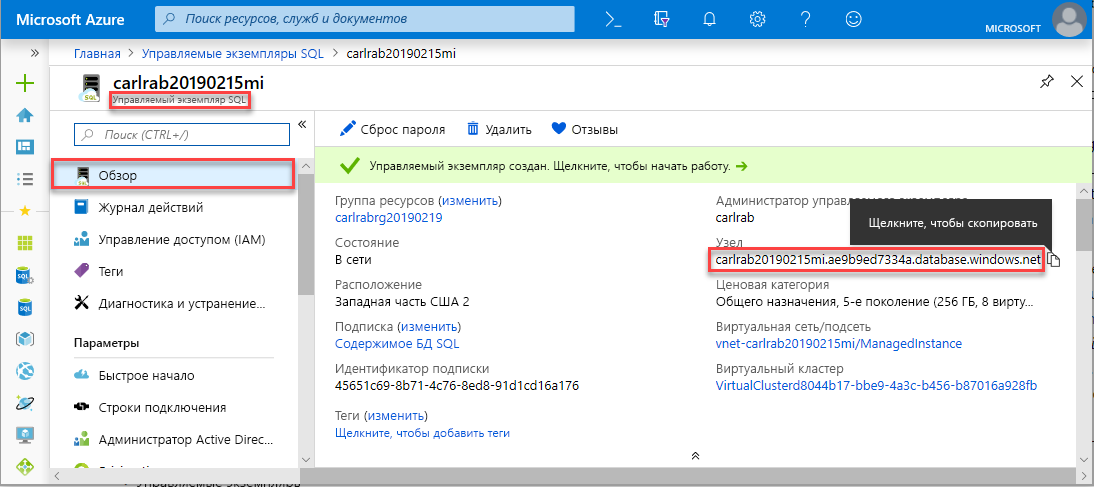 Microsoft Azure
Поиск ресурсов, служб и документов
MICROSOFT
Главная > Управляемые экземпляры SQL > carlrab20190215mi
carlrab20190215mi
Управляемый экземпляр SQL
Поиск (CTRL+/)
Сброс пароля
Удалить
Отзывы
Управляемый экземпляр создан. Щелкните, чтобы начать работу.
Обзор
Журнал действий
Управление доступом (IAM)
Теги
Диагностика и устранение...
Параметры
Быстрое начало
Строки подключения
Администратор Active Direc...
Группа ресурсов (изменить)
carlrabrg20190219
Состояние
В сети
Расположение
Западная часть США 2
Подписка (изменить)
Содержимое БД SQL
Идентификатор подписки
45651c69-8b71-4c76-8ed8-91d1cd16a176
Теги (изменить)
Щелкните, чтобы добавить теги
Администратор управляемого экземпляра
carlrab
Щелкните, чтобы скопировать
Узел
carlrab20190215mi.ae9b9ed7334a.database.windows.net
Ценовая категория
Общего назначения, 5-е поколение (256 ГБ, 8 вирту...
Виртуальная сеть/подсеть
vnet-carlrab20190215mi/ManagedInstance
Виртуальный кластер
VirtualClusterd8044b17-bbe9-4a3c-b456-b87016a928fb